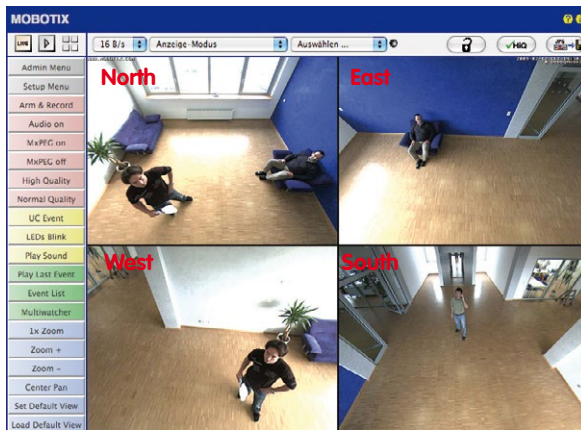 MOBOTIX
LIVE
16 B/s
Anzeige-Modus
Auswählen ...
HiQ
Admin Menu
Setup Menu
Arm & Record
Audio on
MxPEG on
MxPEG off
High Quality
Normal Quality
UC Event
LEDs Blink
Play Sound
Play Last Event
Event List
Multiwatcher
1x Zoom
Zoom +
Zoom –
Center Pan
Set Default View
Load Default View
North
East
West
South